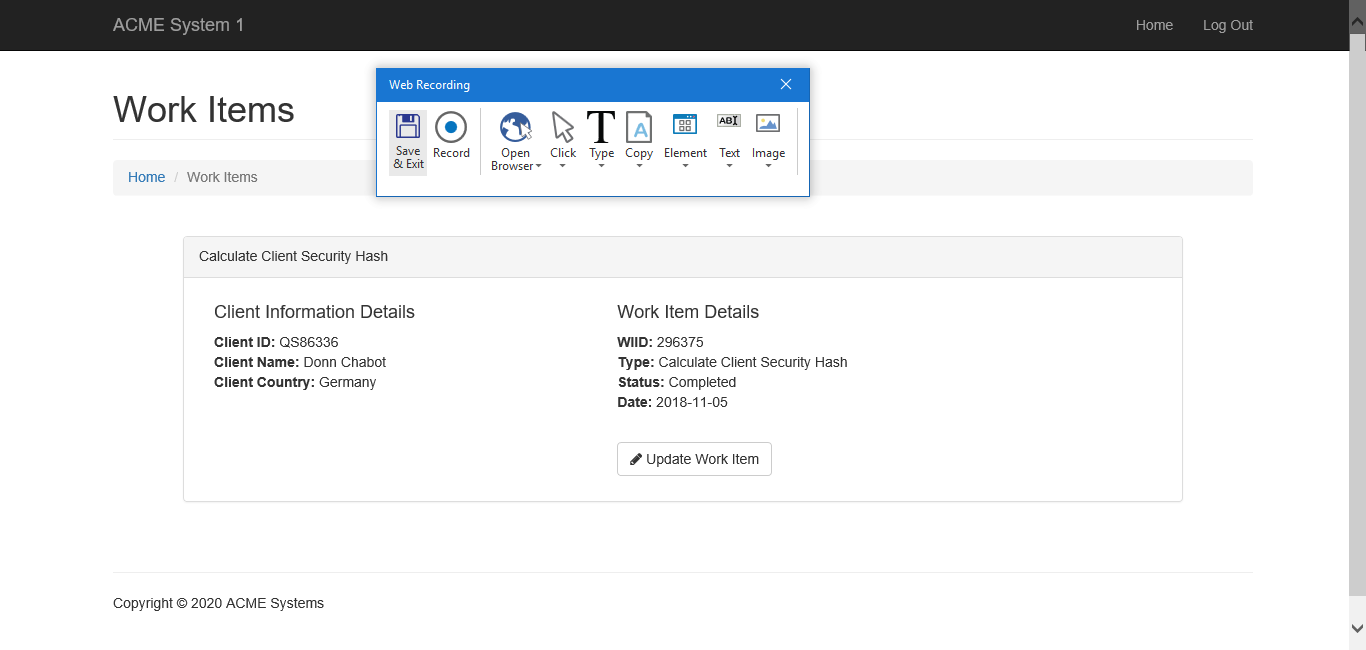 ACME System 1
Home
Log Out
Work Items
Home / Work Items
Web Recording
Save & Exit
Record
Open Browser
Click
Type
Copy
Element
ABI
Text
Image
Calculate Client Security Hash
Client Information Details
Client ID: QS86336
Client Name: Donn Chabot
Client Country: Germany
Work Item Details
WIID: 296375
Type: Calculate Client Security Hash
Status: Completed
Date: 2018-11-05
Update Work Item
Copyright © 2020 ACME Systems